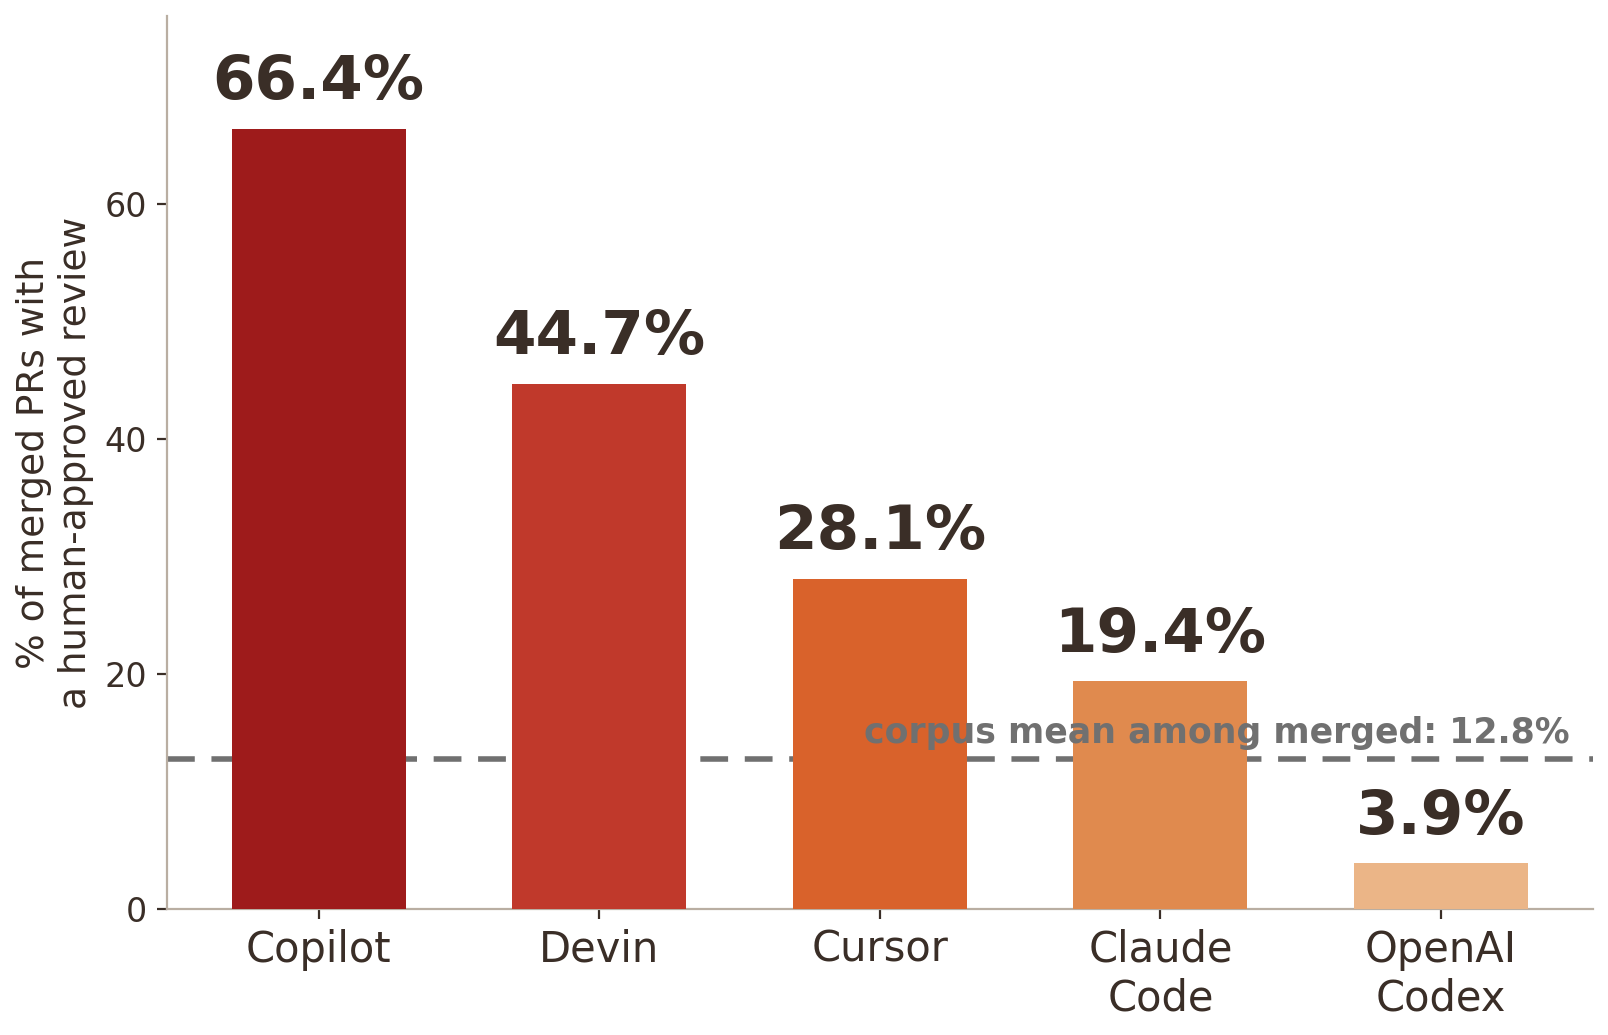 66.4%
44.7%
28.1%
19.4%
3.9%
corpus mean among merged: 12.8%
% of merged PRs with
a human-approved review
60
40
20
0
Copilot
Devin
Cursor
Claude
Code
OpenAI
Codex